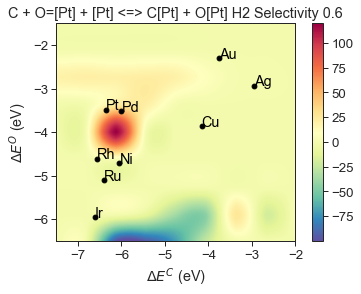 C + O=[Pt] + [Pt] <=> C[Pt] + O[Pt] H2 Selectivity 0.6
−2
−3
−4
−5
−6
ΔE^O (eV)
Au
Ag
Pt
Pd
Cu
Rh
Ni
Ru
Ir
−7
−6
−5
−4
−3
−2
ΔE^C (eV)
100
75
50
25
0
−25
−50
−75